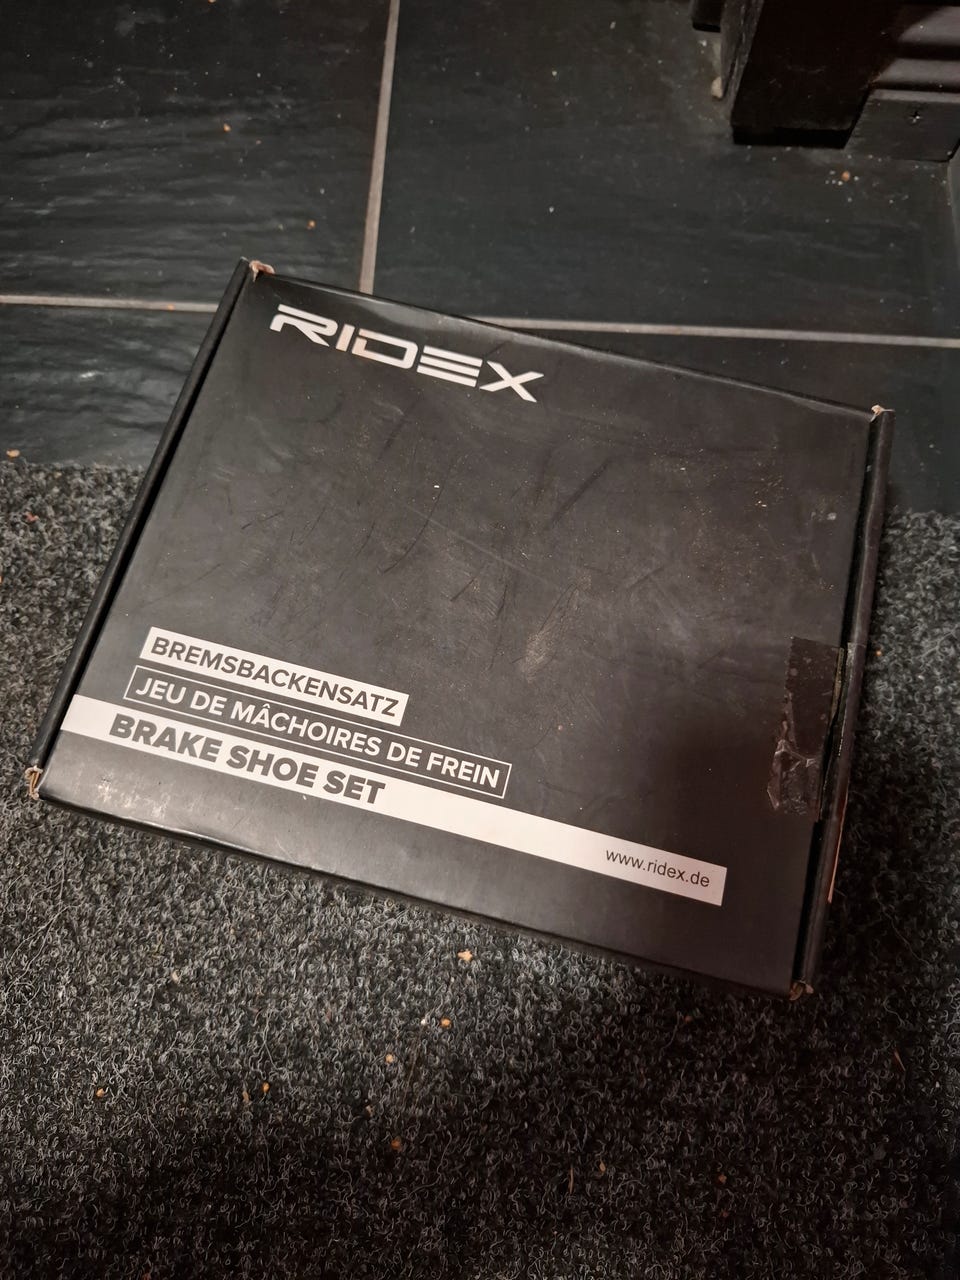 RIDEX
BREMSBACKENSATZ
JEU DE MÂCHOIRES DE FREIN
BRAKE SHOE SET
www.ridex.de